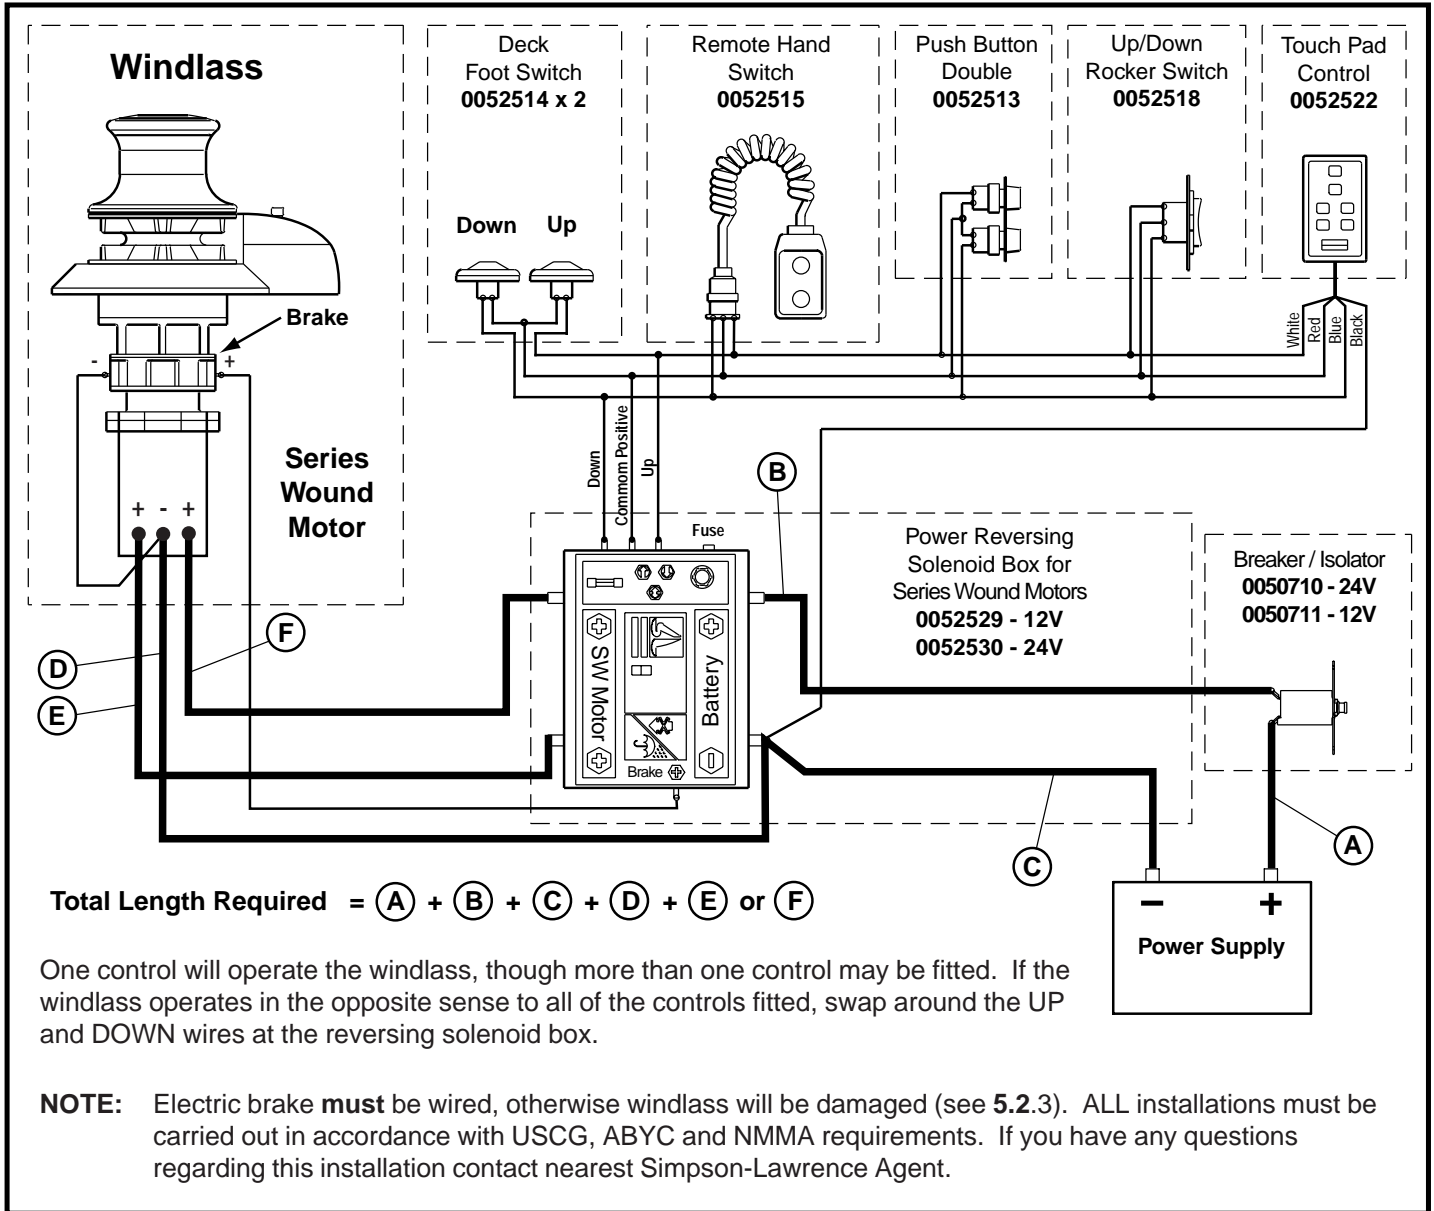 Windlass
Brake
-
+
Series
Wound
Motor
+ - +
Deck
Foot Switch
0052514 x 2
Down Up
Remote Hand
Switch
0052515
Push Button
Double
0052513
Up/Down
Rocker Switch
0052518
Touch Pad
Control
0052522
White
Red
Blue
Black
Down
Commom Positive
Up
Fuse
B
Power Reversing
Solenoid Box for
Series Wound Motors
0052529 - 12V
0052530 - 24V
Breaker / Isolator
0050710 - 24V
0050711 - 12V
SW Motor
Battery
Brake
F
D
E
C
A
− +
Power Supply
Total Length Required = A + B + C + D + E or F
One control will operate the windlass, though more than one control may be fitted. If the
windlass operates in the opposite sense to all of the controls fitted, swap around the UP
and DOWN wires at the reversing solenoid box.
NOTE: Electric brake must be wired, otherwise windlass will be damaged (see 5.2.3). ALL installations must be
carried out in accordance with USCG, ABYC and NMMA requirements. If you have any questions
regarding this installation contact nearest Simpson-Lawrence Agent.